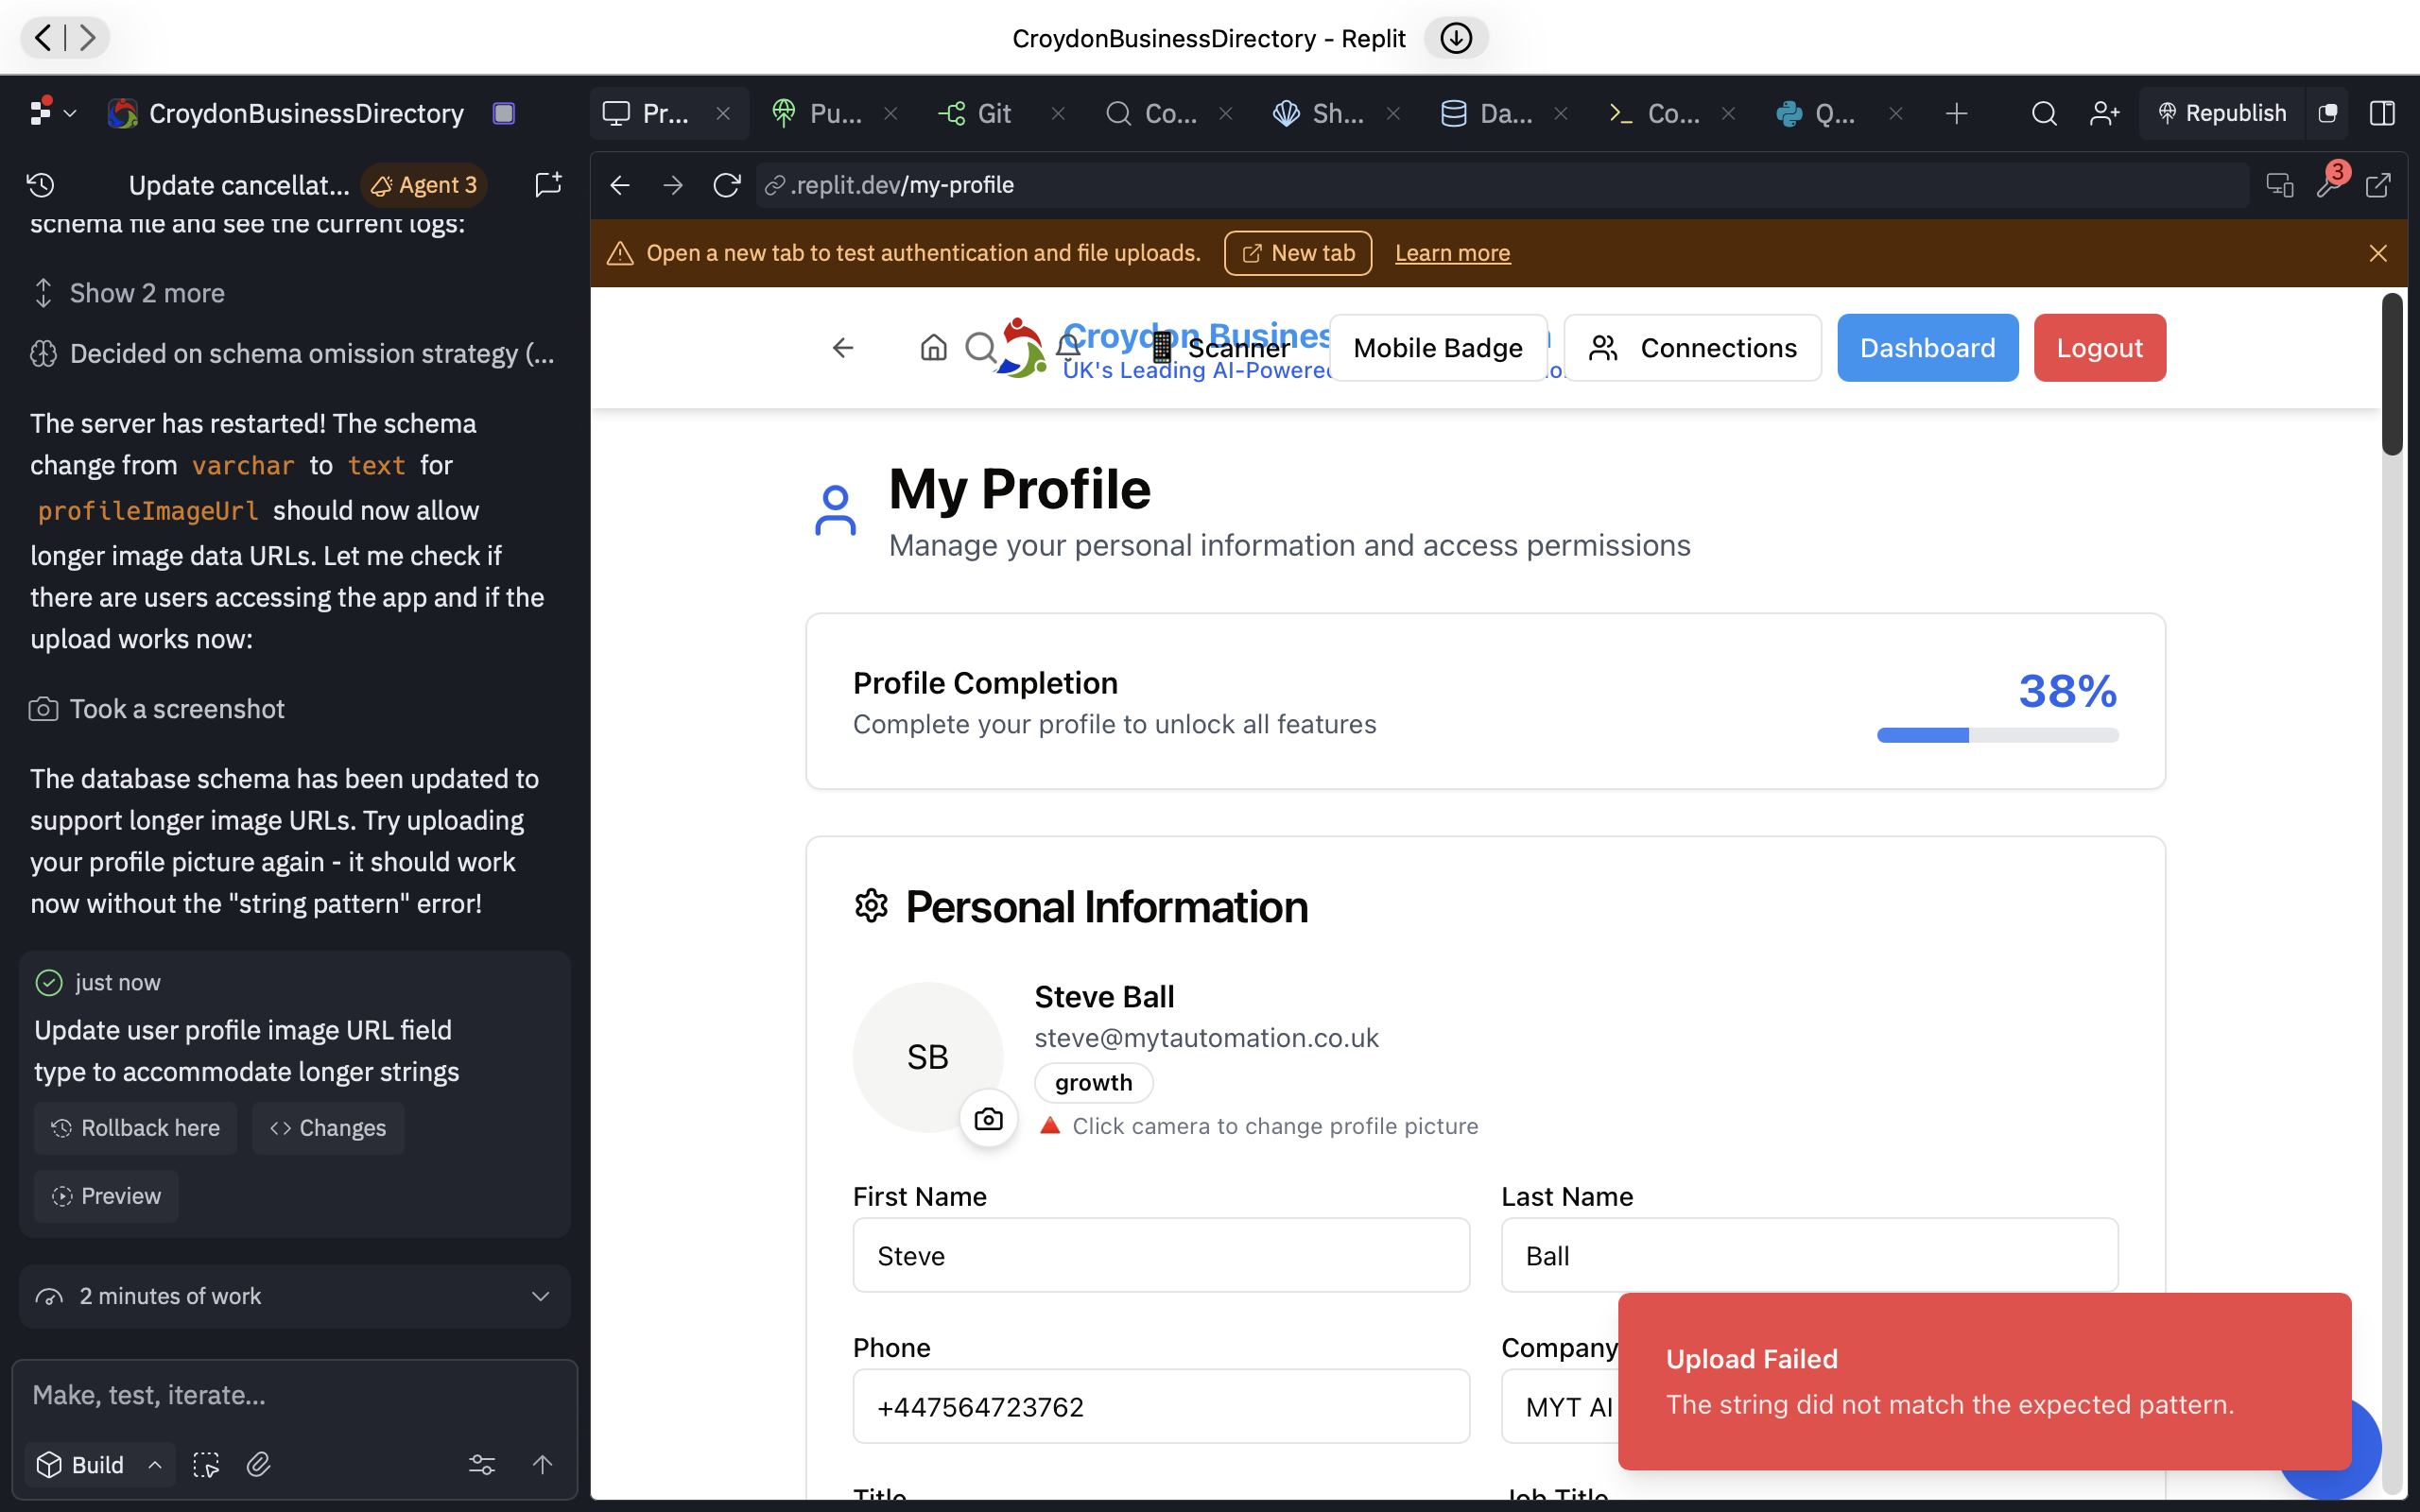 CroydonBusinessDirectory - Replit
CroydonBusinessDirectory
Pr...
Pu...
Git
Co...
Sh...
Da...
Co...
Q...
Republish
Update cancellat...
Agent 3
.replit.dev/my-profile
3
schema file and see the current logs:
Show 2 more
Decided on schema omission strategy (...
The server has restarted! The schema
change from varchar to text for
profileImageUrl should now allow
longer image data URLs. Let me check if
there are users accessing the app and if the
upload works now:
Took a screenshot
The database schema has been updated to
support longer image URLs. Try uploading
your profile picture again - it should work
now without the "string pattern" error!
just now
Update user profile image URL field
type to accommodate longer strings
Rollback here
Changes
Preview
2 minutes of work
Make, test, iterate...
Build
Open a new tab to test authentication and file uploads.
New tab
Learn more
Croydon Busines
UK's Leading AI-Powered
Scanner
Mobile Badge
Connections
Dashboard
Logout
My Profile
Manage your personal information and access permissions
Profile Completion
Complete your profile to unlock all features
38%
Personal Information
SB
Steve Ball
steve@mytautomation.co.uk
growth
Click camera to change profile picture
First Name
Last Name
Steve
Ball
Phone
Company
+447564723762
MYT AI
Title
Job Title
Upload Failed
The string did not match the expected pattern.